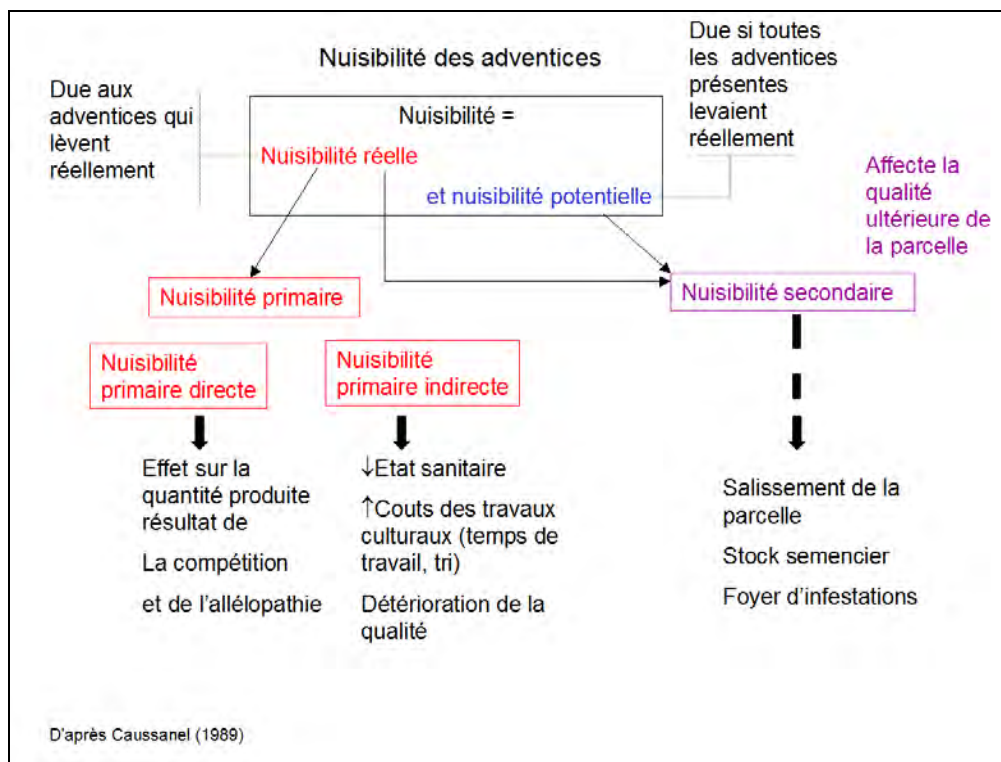 Nuisibilité des adventices
Due aux
adventices qui
lèvent
réellement
Due si toutes
les adventices
présentes
levaient
réellement
Nuisibilité =
Nuisibilité réelle
et nuisibilité potentielle
Affecte la
qualité
ultérieure de
la parcelle
Nuisibilité primaire
Nuisibilité secondaire
Nuisibilité
primaire directe
Nuisibilité
primaire indirecte
Effet sur la
quantité produite
résultat de
La compétition
et de l'allélopathie
↓Etat sanitaire
↑Couts des travaux
culturaux (temps de
travail, tri)
Détérioration de la
qualité
Salissement de la
parcelle
Stock semencier
Foyer d'infestations
D'après Caussanel (1989)